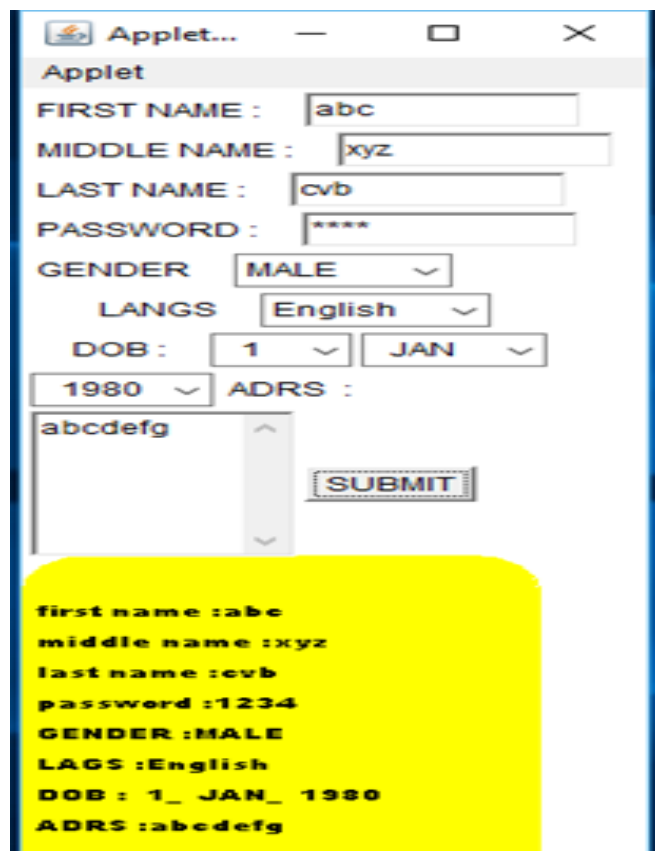 Applet...
Applet
FIRST NAME : abc
MIDDLE NAME : xyz
LAST NAME : cvb
PASSWORD : ****
GENDER MALE
LANGS English
DOB : 1 JAN
1980 ADRS :
abcdefg
SUBMIT
first name :abc
middle name :xyz
last name :cvb
password :1234
GENDER :MALE
LAGS :English
DOB : 1_ JAN_ 1980
ADRS :abcdefg